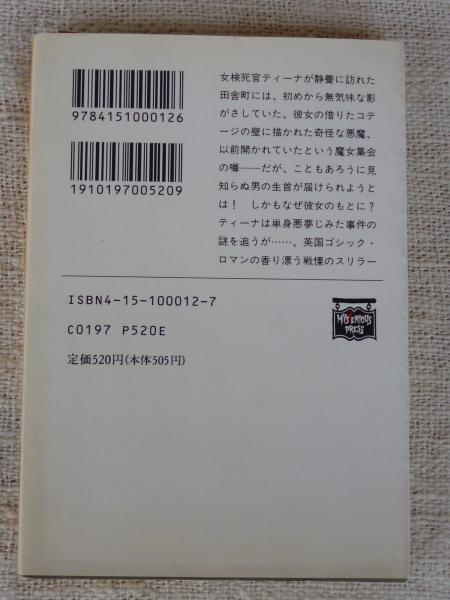 9784151000126
1910197005209
女検死官ティーナが静養に訪れた
田舎町には、初めから無気味な影
がさしていた。彼女の借りたコテ
ージの壁に描かれた奇怪な悪魔、
以前開かれていたという魔女集会
の噂——だが、こともあろうに見
知らぬ男の生首が届けられようと
は！　しかもなぜ彼女のもとに？
ティーナは単身悪夢じみた事件の
謎を追うが……。英国ゴシック・
ロマンの香り漂う戦慄のスリラー
ISBN4-15-100012-7
C0197 P520E
定価520円(本体505円)
MYSTERIOUS
PRESS